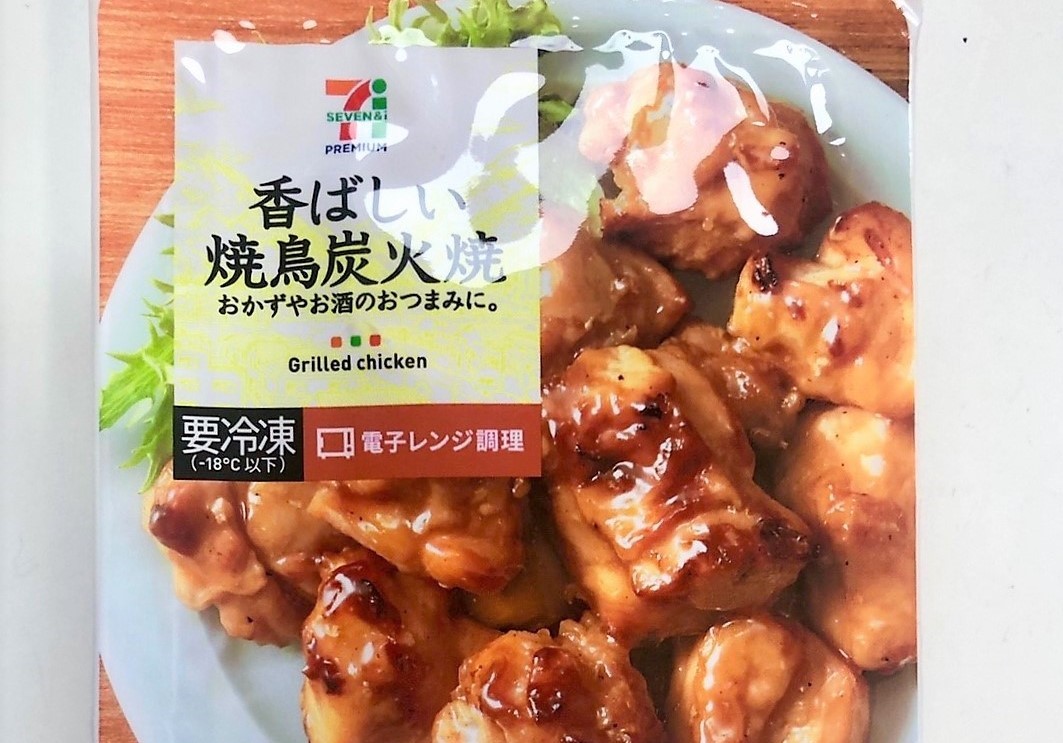 SEVEN&i
PREMIUM
香ばしい
焼鳥炭火焼
おかずやお酒のおつまみに。
Grilled chicken
要冷凍
(-18°C 以下)
電子レンジ調理